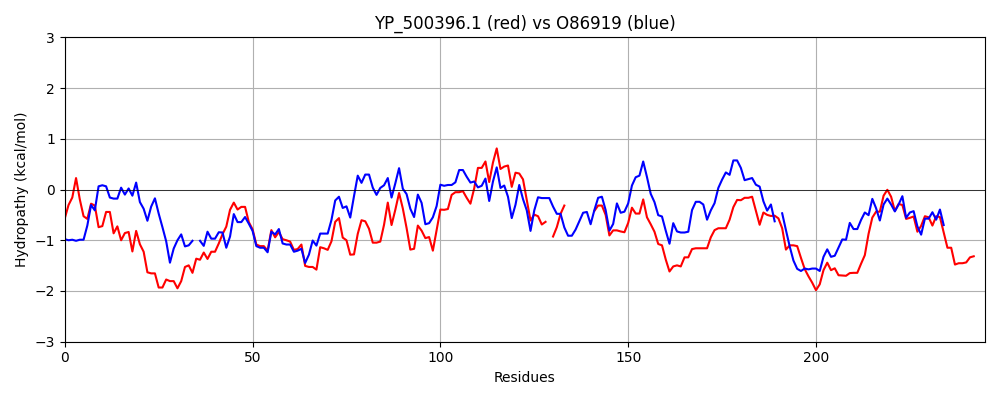 YP_500396.1 (red) vs O86919 (blue)
Hydropathy (kcal/mol)
3
2
1
0
−1
−2
−3
0 50 100 150 200
Residues